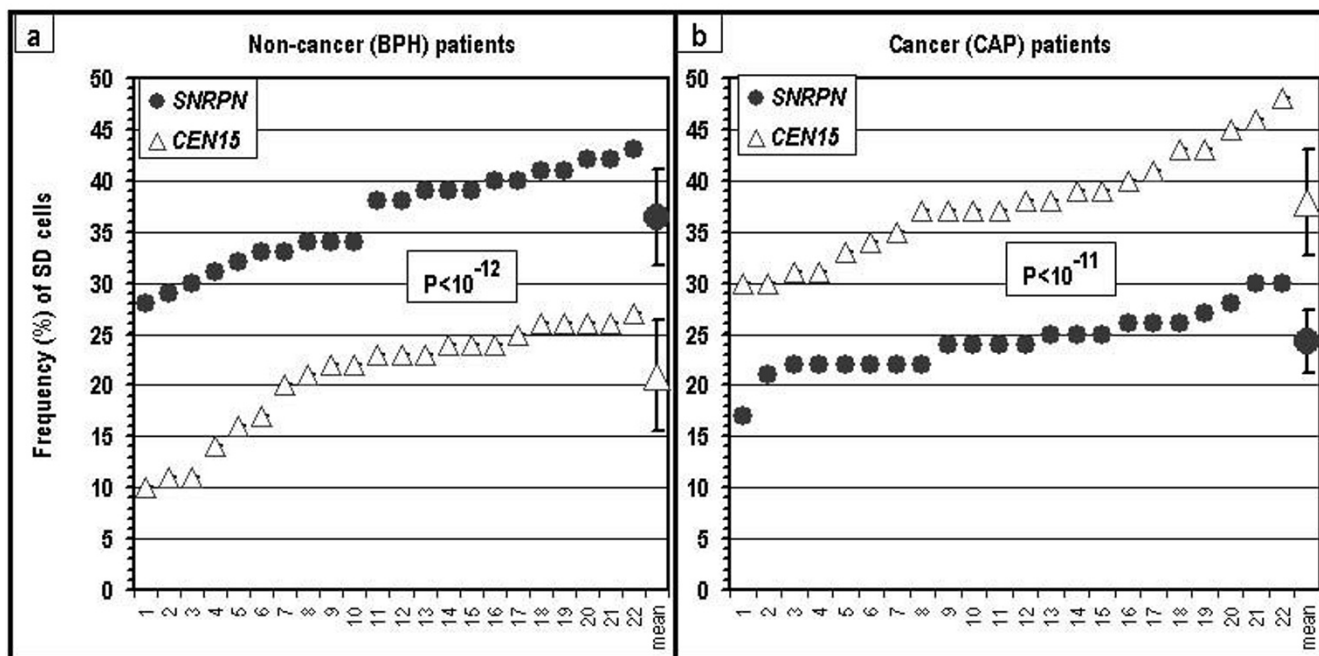 a
Non-cancer (BPH) patients
Frequency (%) of SD cells
50
45
40
35
30
25
20
15
10
5
0
SNRPN
CEN15
P<10⁻¹²
1 2 3 4 5 6 7 8 9 10 11 12 13 14 15 16 17 18 19 20 21 22 mean
b
Cancer (CAP) patients
50
45
40
35
30
25
20
15
10
5
0
SNRPN
CEN15
P<10⁻¹¹
1 2 3 4 5 6 7 8 9 10 11 12 13 14 15 16 17 18 19 20 21 22 mean